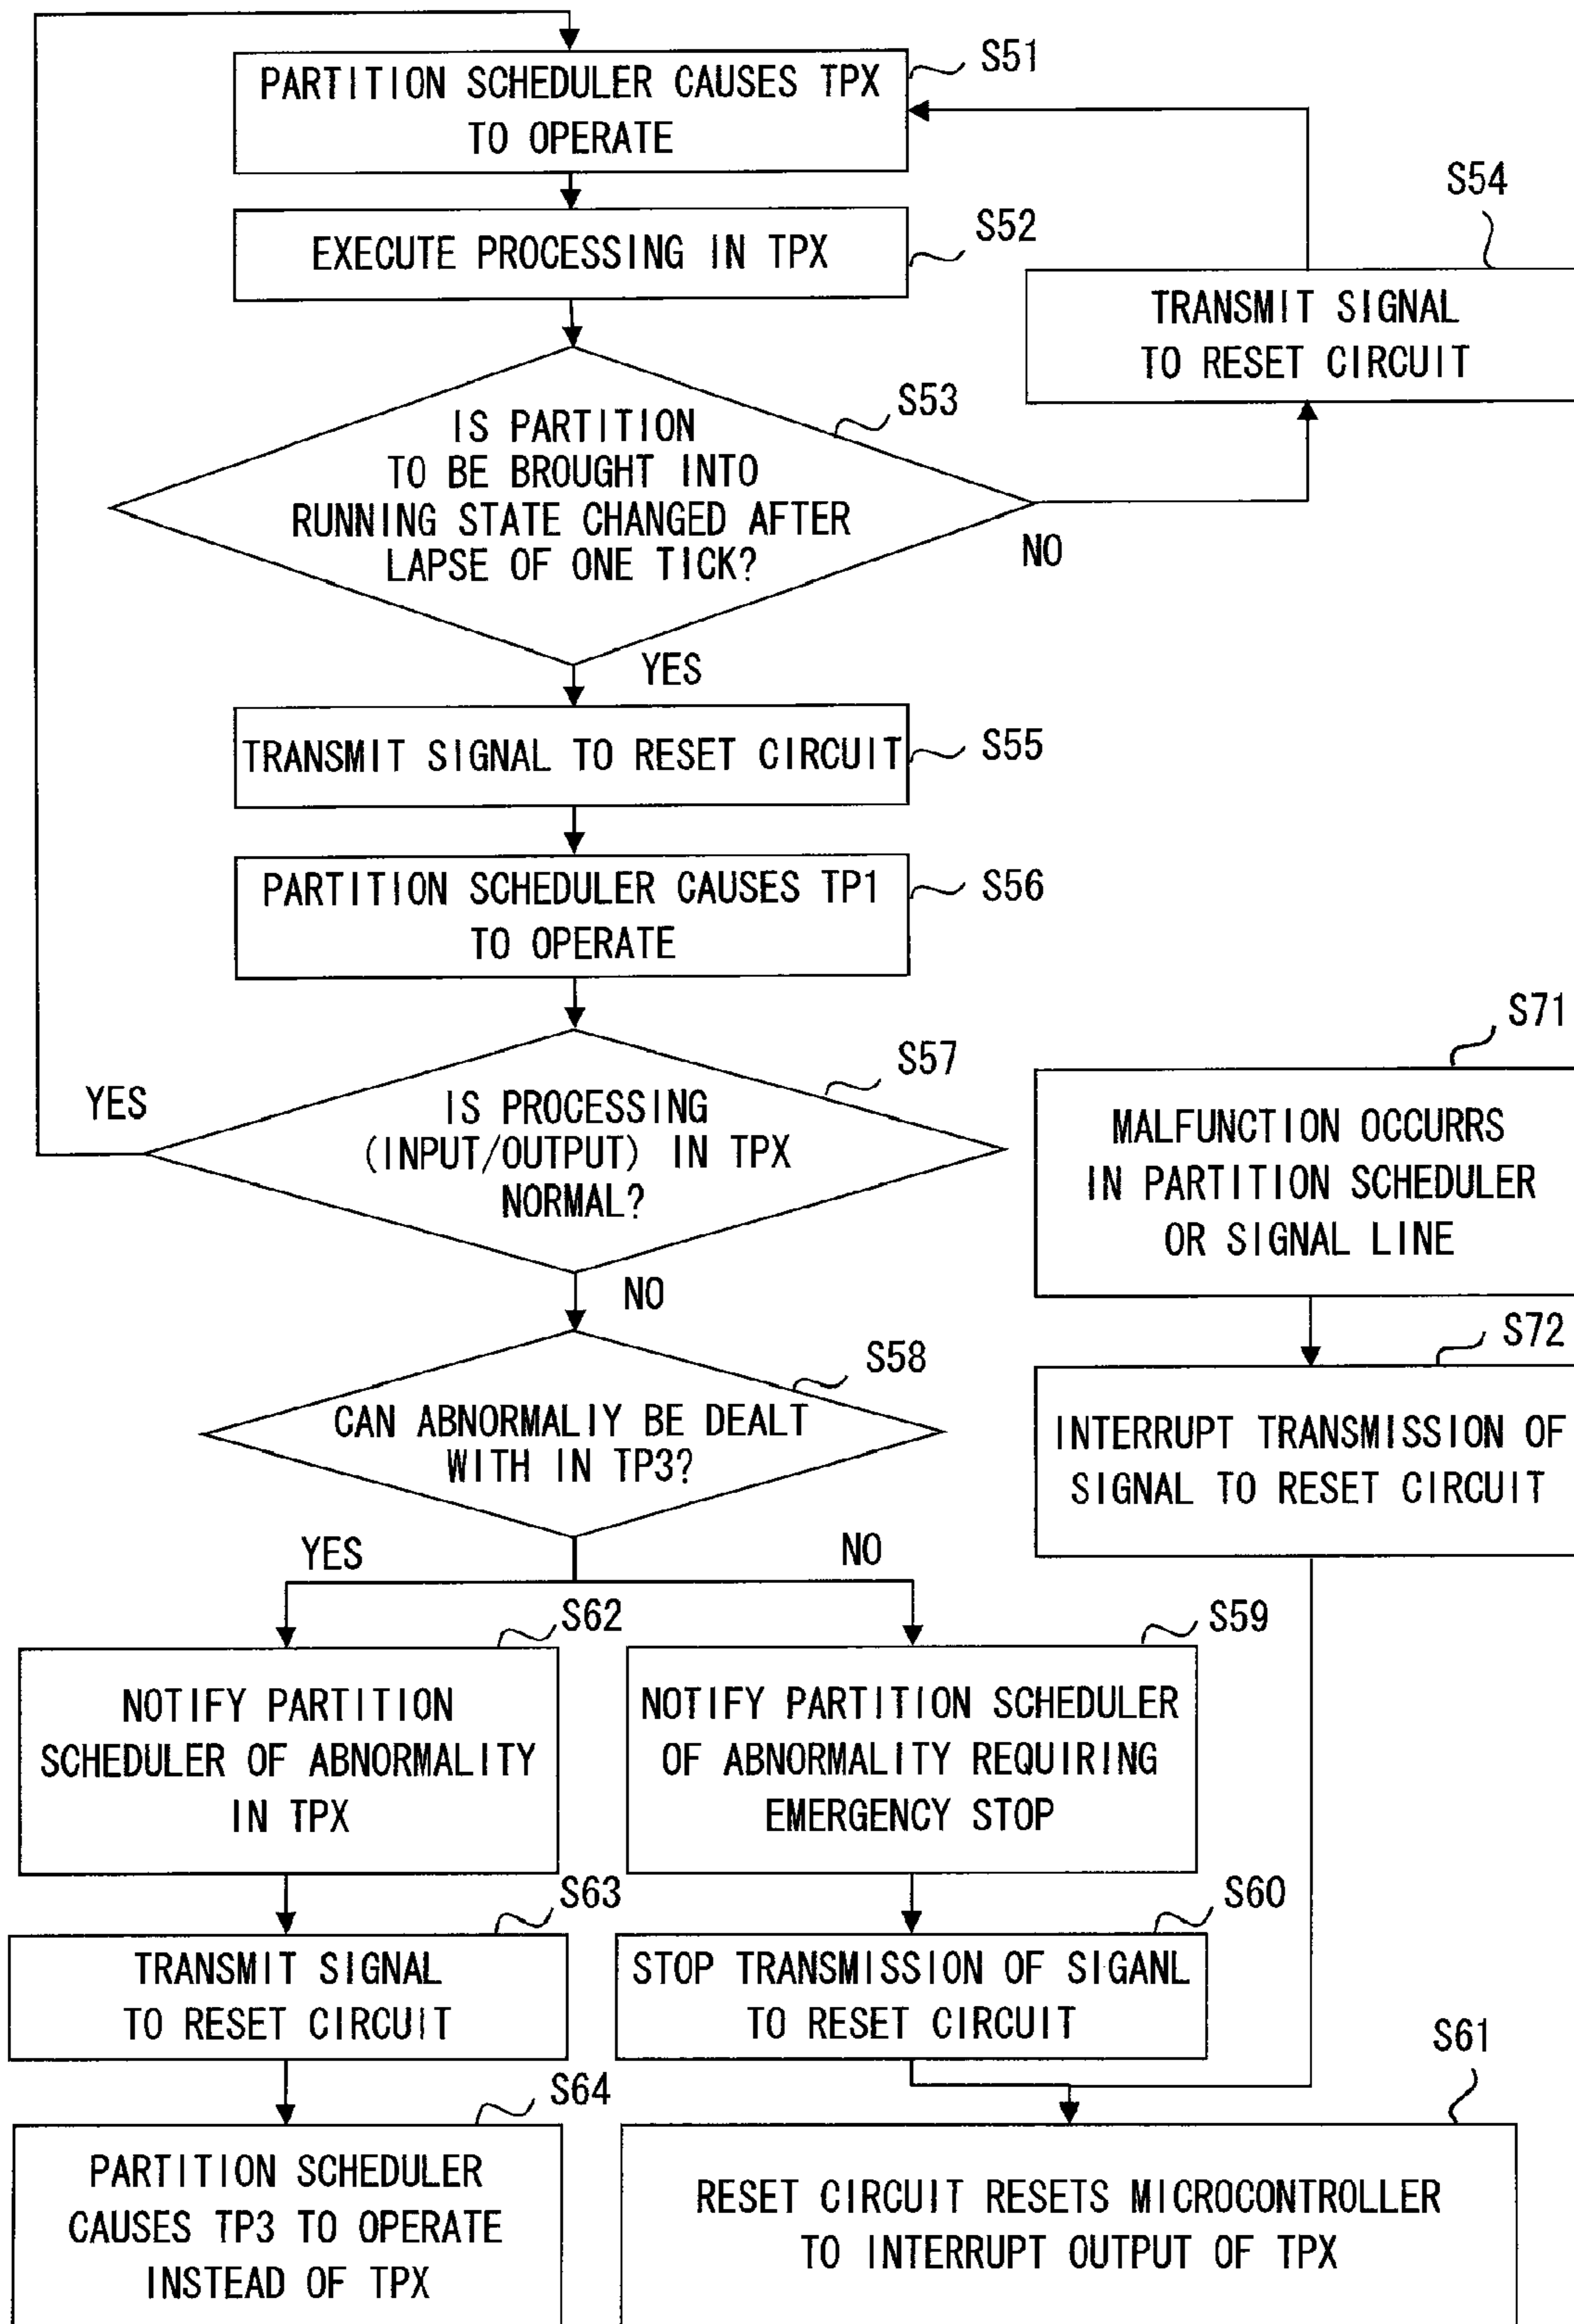 PARTITION SCHEDULER CAUSES TPX
TO OPERATE
S51
EXECUTE PROCESSING IN TPX
S52
S54
TRANSMIT SIGNAL
TO RESET CIRCUIT
S53
IS PARTITION
TO BE BROUGHT INTO
RUNNING STATE CHANGED AFTER
LAPSE OF ONE TICK?
NO
YES
TRANSMIT SIGNAL TO RESET CIRCUIT
S55
PARTITION SCHEDULER CAUSES TP1
TO OPERATE
S56
S57
YES
IS PROCESSING
(INPUT/OUTPUT) IN TPX
NORMAL?
NO
S71
MALFUNCTION OCCURRS
IN PARTITION SCHEDULER
OR SIGNAL LINE
S72
INTERRUPT TRANSMISSION OF
SIGNAL TO RESET CIRCUIT
S58
CAN ABNORMALIY BE DEALT
WITH IN TP3?
YES
NO
S62
NOTIFY PARTITION
SCHEDULER OF ABNORMALITY
IN TPX
S59
NOTIFY PARTITION SCHEDULER
OF ABNORMALITY REQUIRING
EMERGENCY STOP
S63
TRANSMIT SIGNAL
TO RESET CIRCUIT
S60
STOP TRANSMISSION OF SIGANL
TO RESET CIRCUIT
S64
PARTITION SCHEDULER
CAUSES TP3 TO OPERATE
INSTEAD OF TPX
S61
RESET CIRCUIT RESETS MICROCONTROLLER
TO INTERRUPT OUTPUT OF TPX